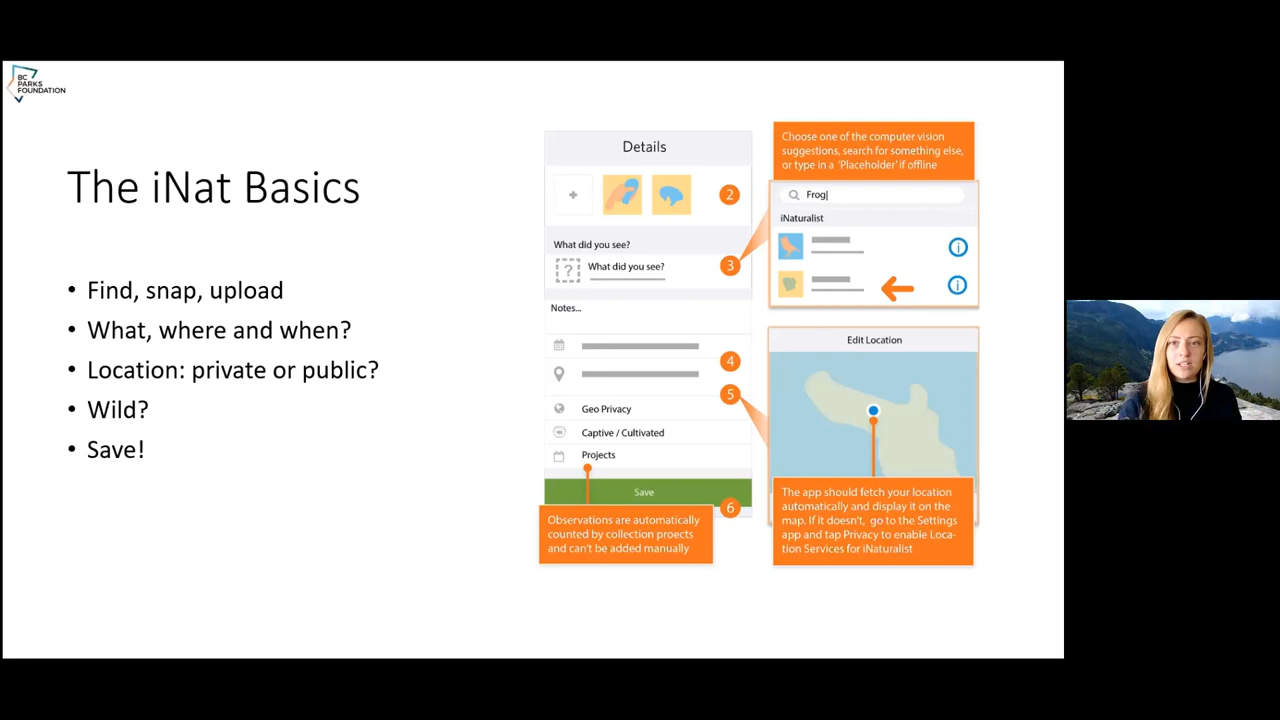 BC
PARKS
FOUNDATION
The iNat Basics
• Find, snap, upload
• What, where and when?
• Location: private or public?
• Wild?
• Save!
Details
+
2
What did you see?
? What did you see?
3
Notes...
4
5
Geo Privacy
Captive / Cultivated
Projects
Save
6
Observations are automatically
counted by collection proects
and can't be added manually
Choose one of the computer vision
suggestions, search for something else,
or type in a 'Placeholder' if offline
Frog|
iNaturalist
i
i
Edit Location
The app should fetch your location
automatically and display it on the
map. If it doesn't, go to the Settings
app and tap Privacy to enable Loca-
tion Services for iNaturalist